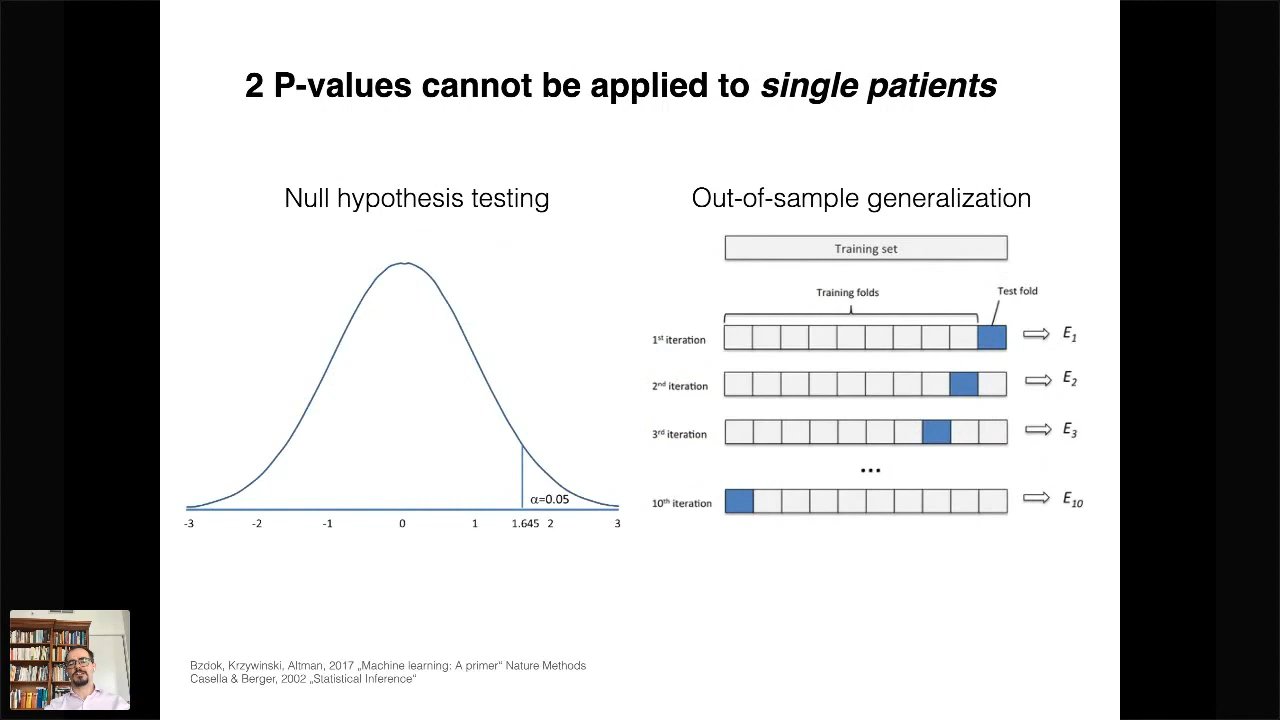 2 P-values cannot be applied to single patients
Null hypothesis testing
α=0.05
-3 -2 -1 0 1 1.645 2 3
Out-of-sample generalization
Training set
Training folds
Test fold
1st iteration E1
2nd iteration E2
3rd iteration E3
...
10th iteration E10
Bzdok, Krzywinski, Altman, 2017 „Machine learning: A primer“ Nature Methods
Casella & Berger, 2002 „Statistical Inference“